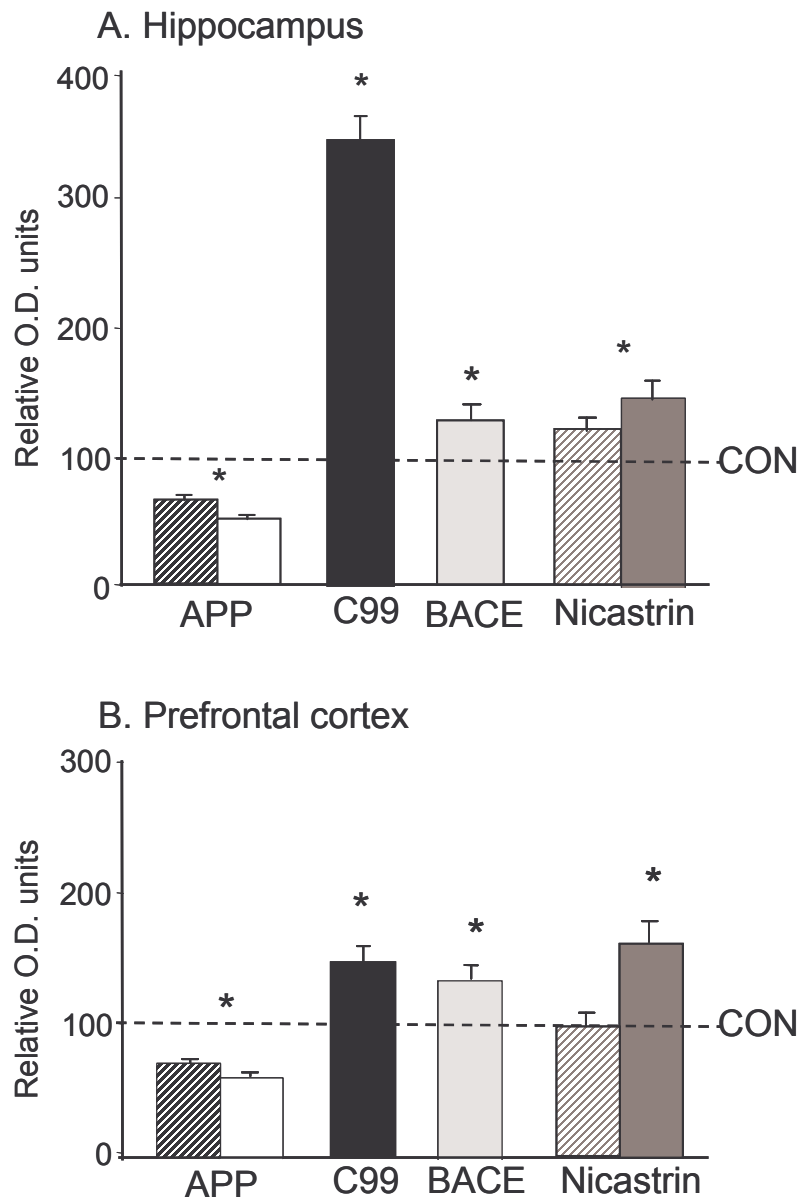 A. Hippocampus
400
*
300
Relative O.D. units
200
*
*
100
*
CON
0
APP C99 BACE Nicastrin
B. Prefrontal cortex
300
200
*
*
*
Relative O.D. units
*
100
CON
0
APP C99 BACE Nicastrin